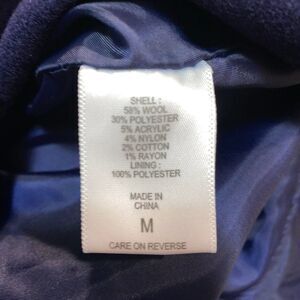 SHELL :
58% WOOL
30% POLYESTER
5% ACRYLIC
4% NYLON
2% COTTON
1% RAYON
LINING :
100% POLYESTER
MADE IN
CHINA
M
CARE ON REVERSE